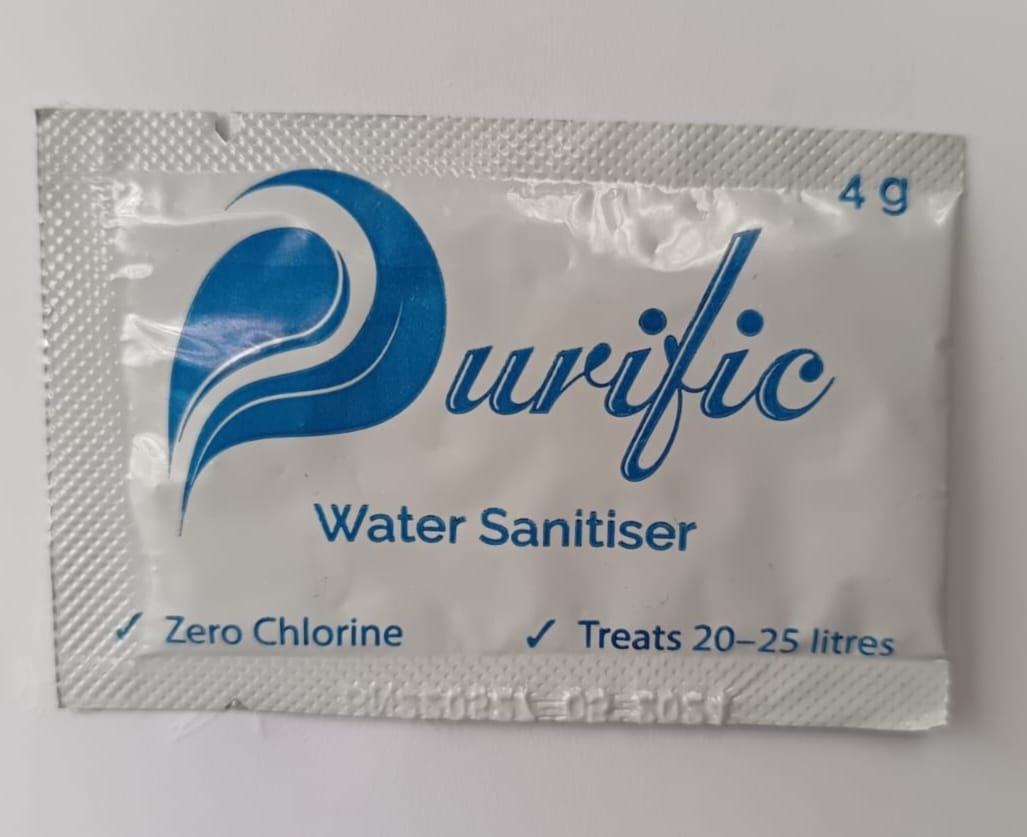 4 g
Purific
Water Sanitiser
✓ Zero Chlorine ✓ Treats 20–25 litres